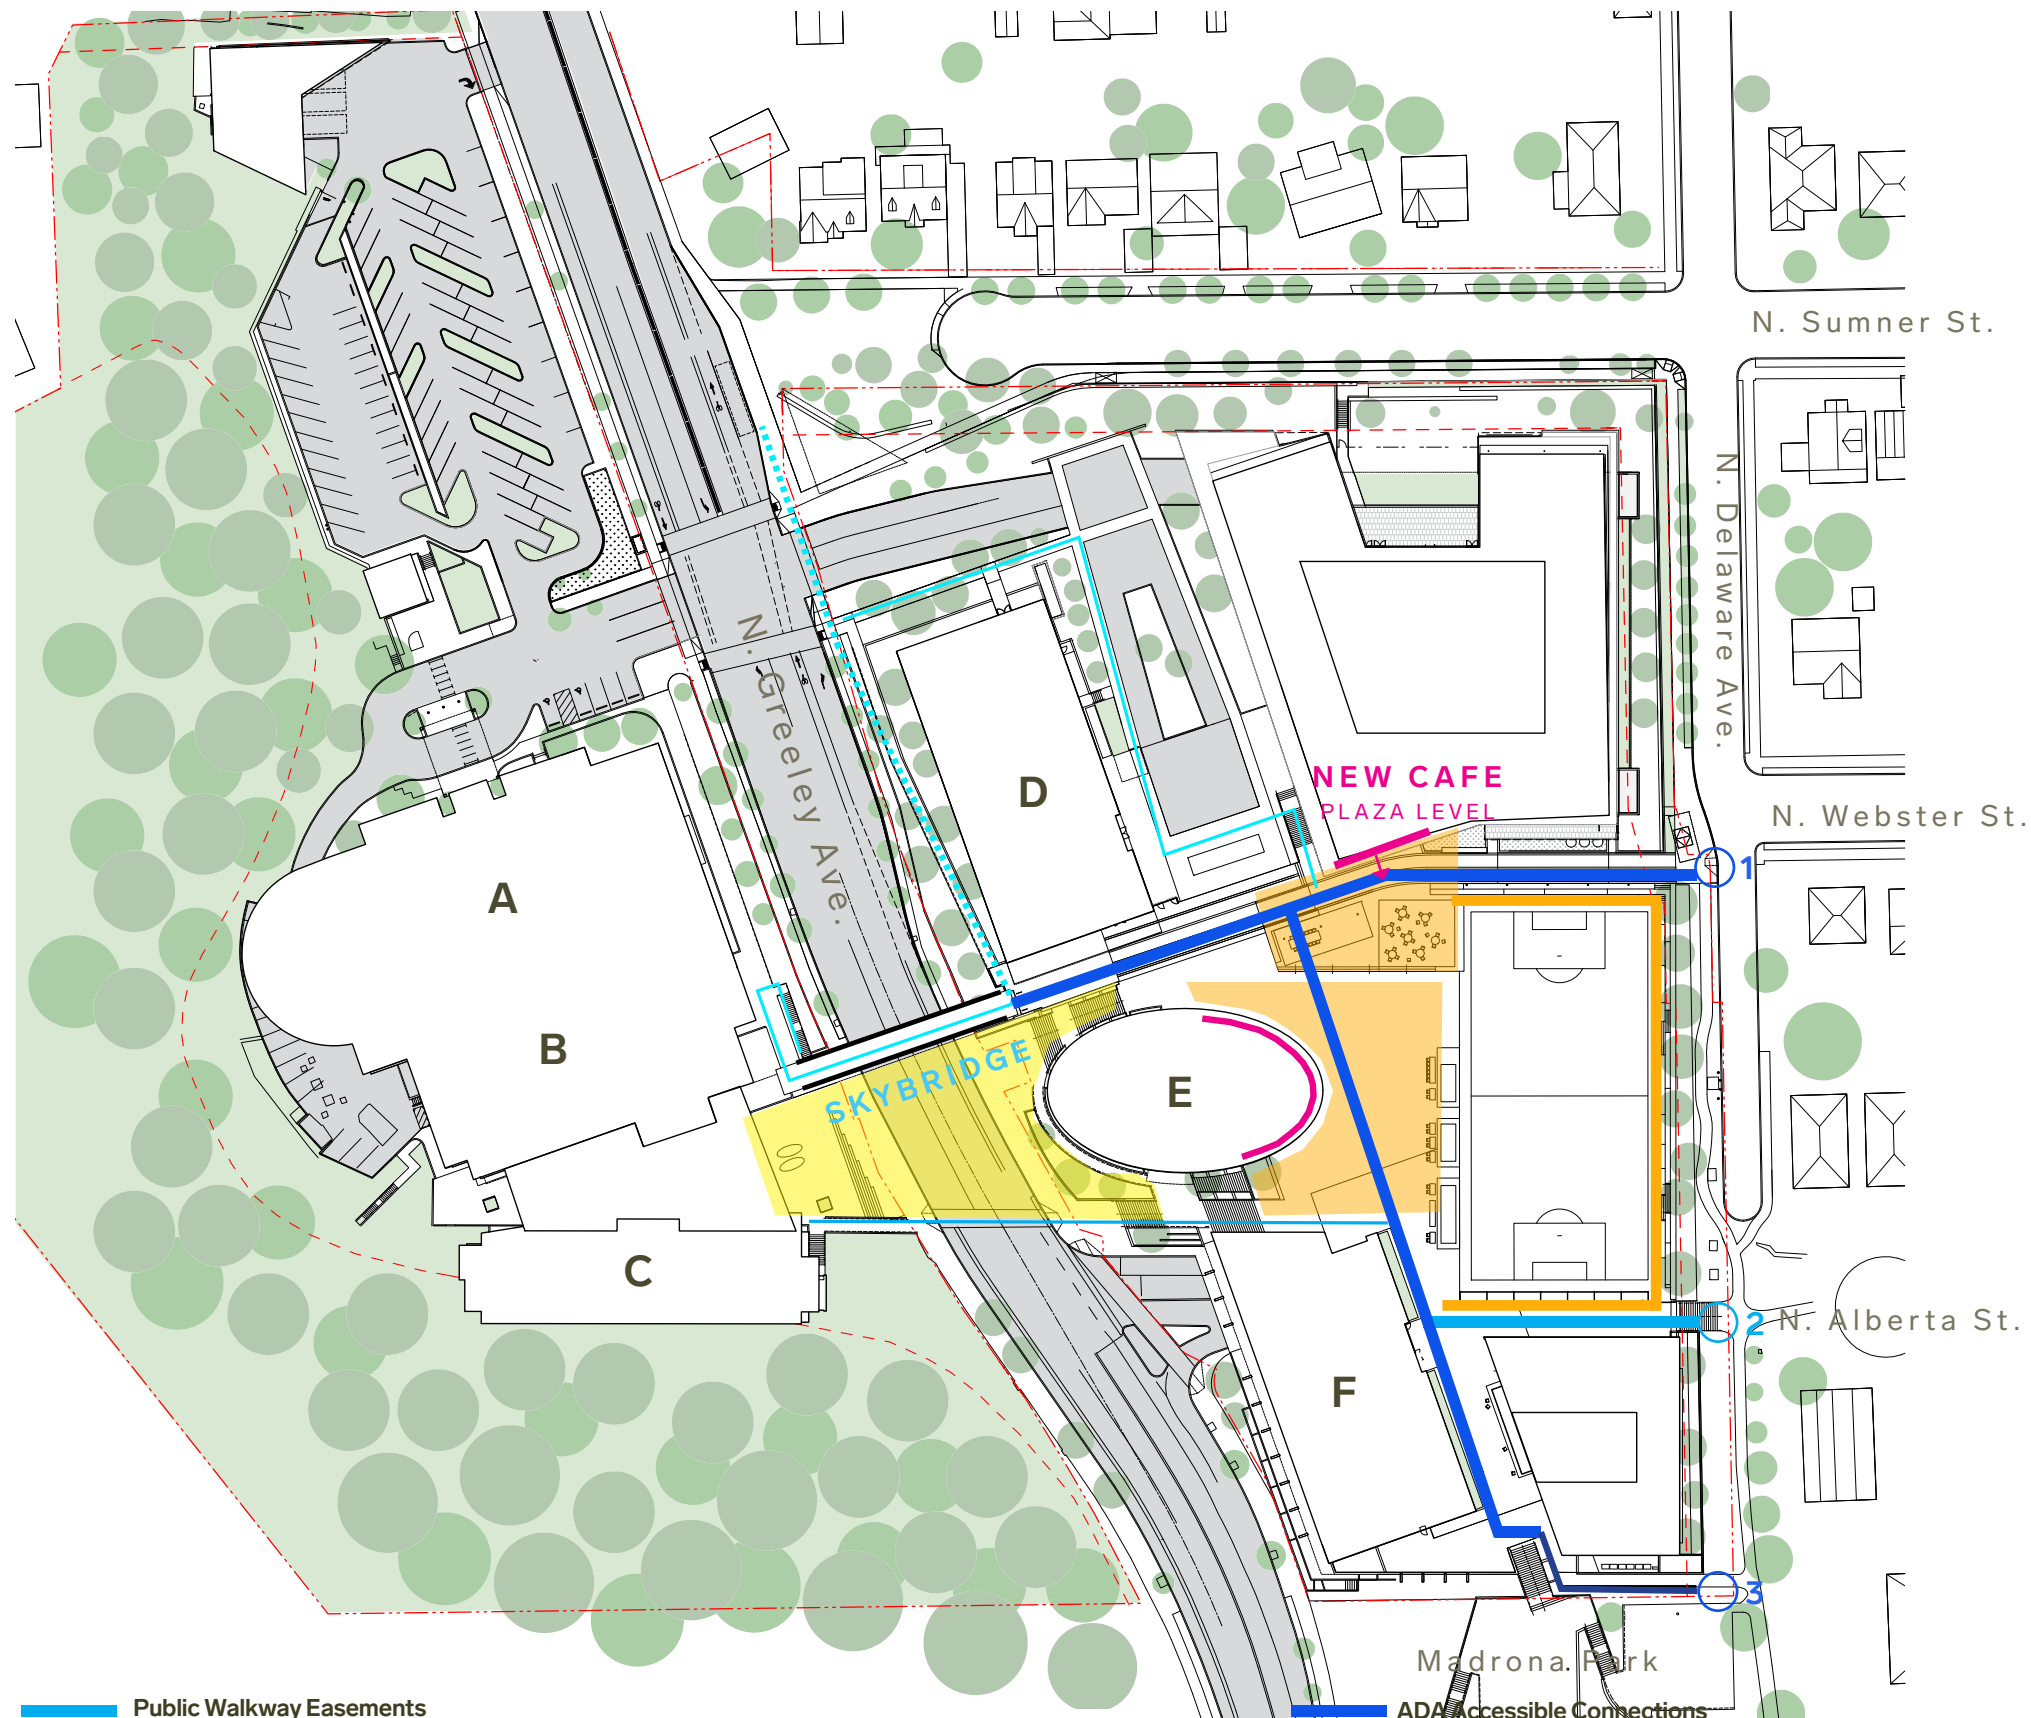 N. Sumner St.
N. Delaware Ave.
N. Greeley Ave.
D
NEW CAFE
PLAZA LEVEL
N. Webster St.
1
A
B
SKYBRIDGE
E
C
2
N. Alberta St.
F
3
Madrona Park
Public Walkway Easements
ADA Accessible Connections